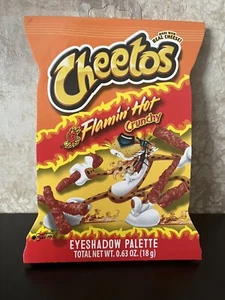 MADE WITH
REAL CHEESE!
Cheetos
Flamin' Hot
Crunchy
EYESHADOW PALETTE
TOTAL NET WT. 0.63 OZ. (18 g)